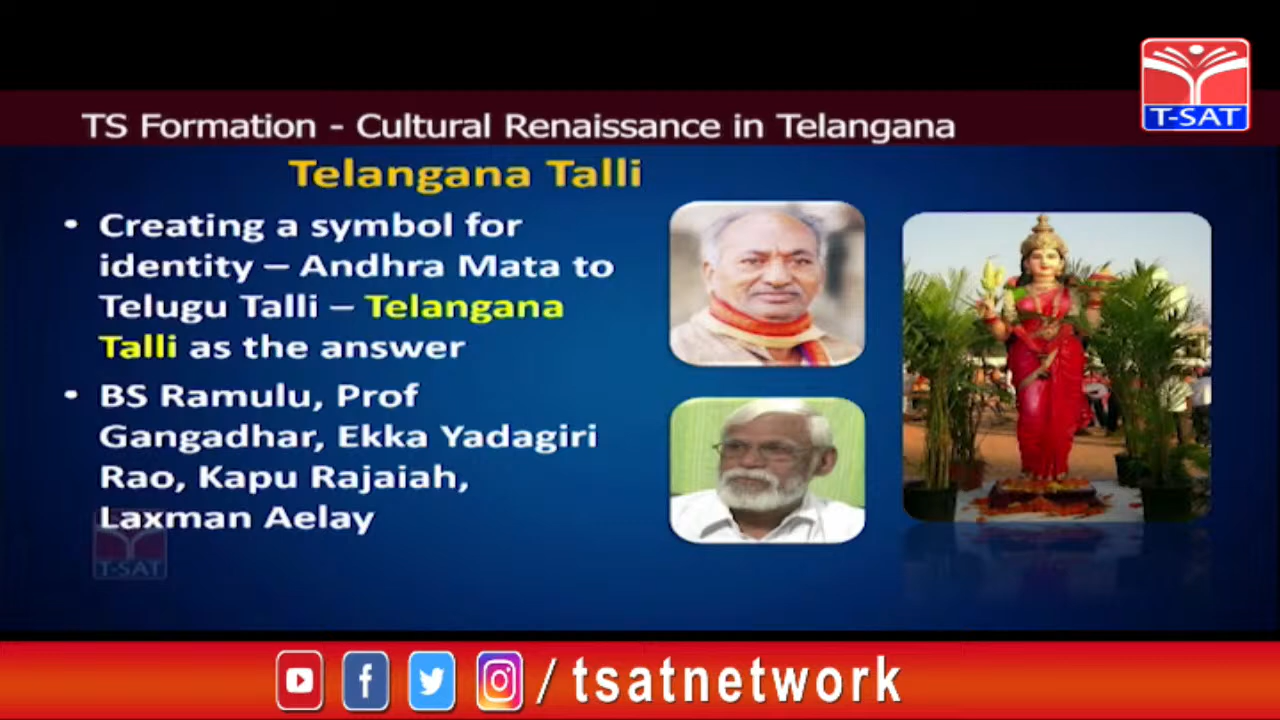 T-SAT
TS Formation - Cultural Renaissance in Telangana
Telangana Talli
• Creating a symbol for
identity – Andhra Mata to
Telugu Talli – Telangana
Talli as the answer
• BS Ramulu, Prof
Gangadhar, Ekka Yadagiri
Rao, Kapu Rajaiah,
Laxman Aelay
T-SAT
/ tsatnetwork